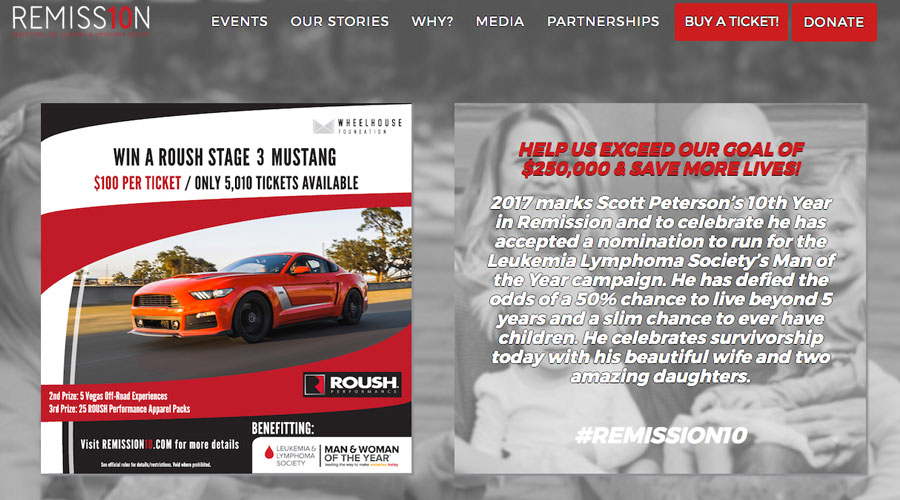 REMISS10N
EVENTS OUR STORIES WHY? MEDIA PARTNERSHIPS BUY A TICKET! DONATE
WHEELHOUSE
FOUNDATION
WIN A ROUSH STAGE 3 MUSTANG
$100 PER TICKET / ONLY 5,010 TICKETS AVAILABLE
2nd Prize: 5 Vegas Off-Road Experiences
3rd Prize: 25 ROUSH Performance Apparel Packs
ROUSH
PERFORMANCE
Visit REMISSION10.COM for more details
See official rules for details/restrictions. Void where prohibited.
BENEFITTING:
LEUKEMIA &
LYMPHOMA
SOCIETY
MAN & WOMAN
OF THE YEAR
leading the way to make someday today
HELP US EXCEED OUR GOAL OF
$250,000 & SAVE MORE LIVES!
2017 marks Scott Peterson's 10th Year
in Remission and to celebrate he has
accepted a nomination to run for the
Leukemia Lymphoma Society's Man of
the Year campaign. He has defied the
odds of a 50% chance to live beyond 5
years and a slim chance to ever have
children. He celebrates survivorship
today with his beautiful wife and two
amazing daughters.
#REMISSION10